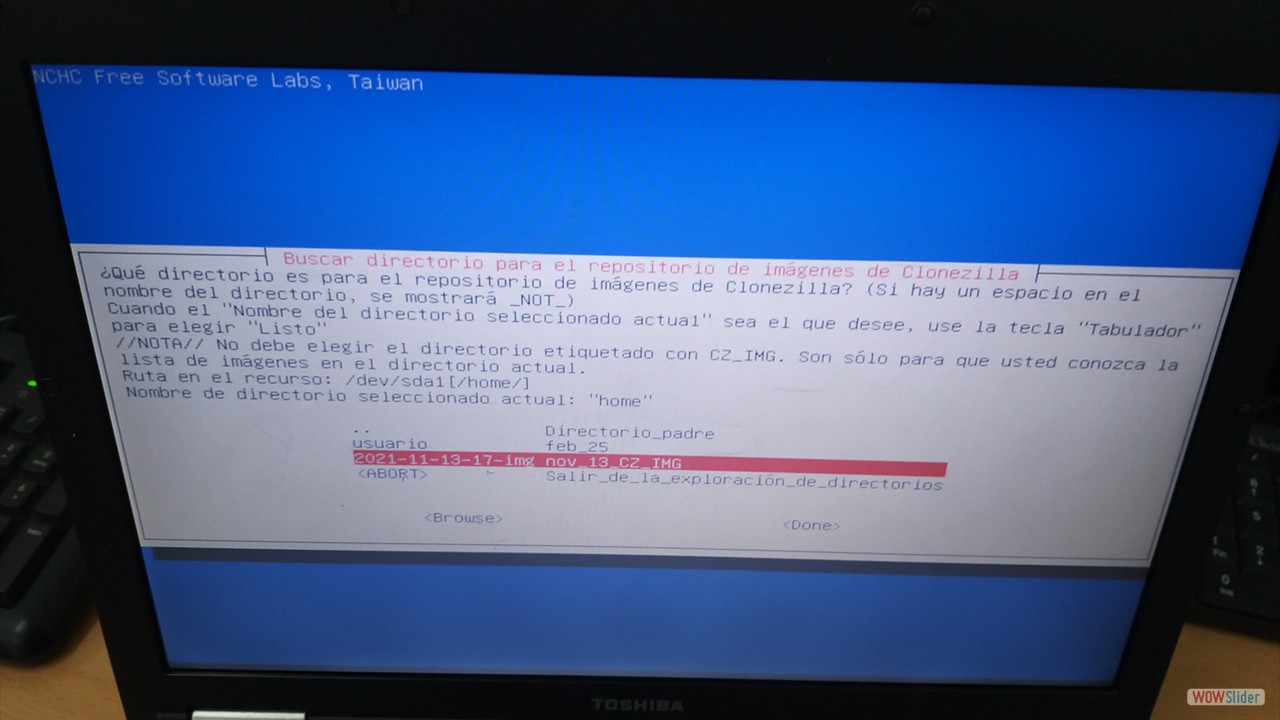 NCHC Free Software Labs, Taiwan
Buscar directorio para el repositorio de imágenes de Clonezilla
¿Qué directorio es para el repositorio de imágenes de Clonezilla? (Si hay un espacio en el
nombre del directorio, se mostrará _NOT_)
Cuando el "Nombre del directorio seleccionado actual" sea el que desee, use la tecla "Tabulador"
para elegir "Listo"
//NOTA// No debe elegir el directorio etiquetado con CZ_IMG. Son sólo para que usted conozca la
lista de imágenes en el directorio actual.
Ruta en el recurso: /dev/sda1[/home/]
Nombre de directorio seleccionado actual: "home"
.. Directorio_padre
usuario feb_25
2021-11-13-17-img nov_13_CZ_IMG
<ABORT> Salir_de_la_exploración_de_directorios
<Browse> <Done>
TOSHIBA
WOWSlider